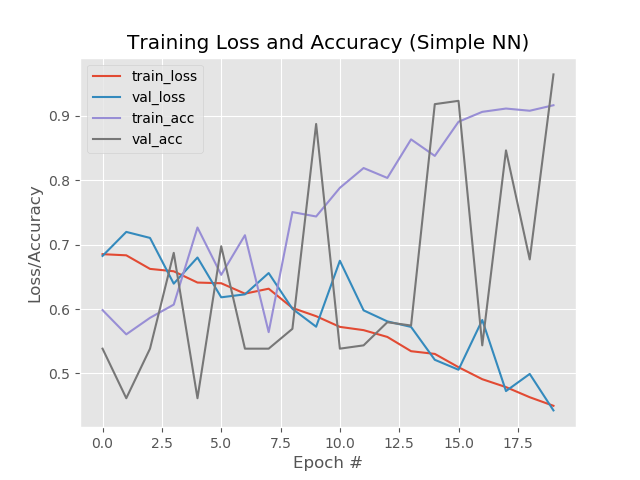 Training Loss and Accuracy (Simple NN)
train_loss
val_loss
train_acc
val_acc
0.9
0.8
0.7
0.6
0.5
Loss/Accuracy
0.0 2.5 5.0 7.5 10.0 12.5 15.0 17.5
Epoch #